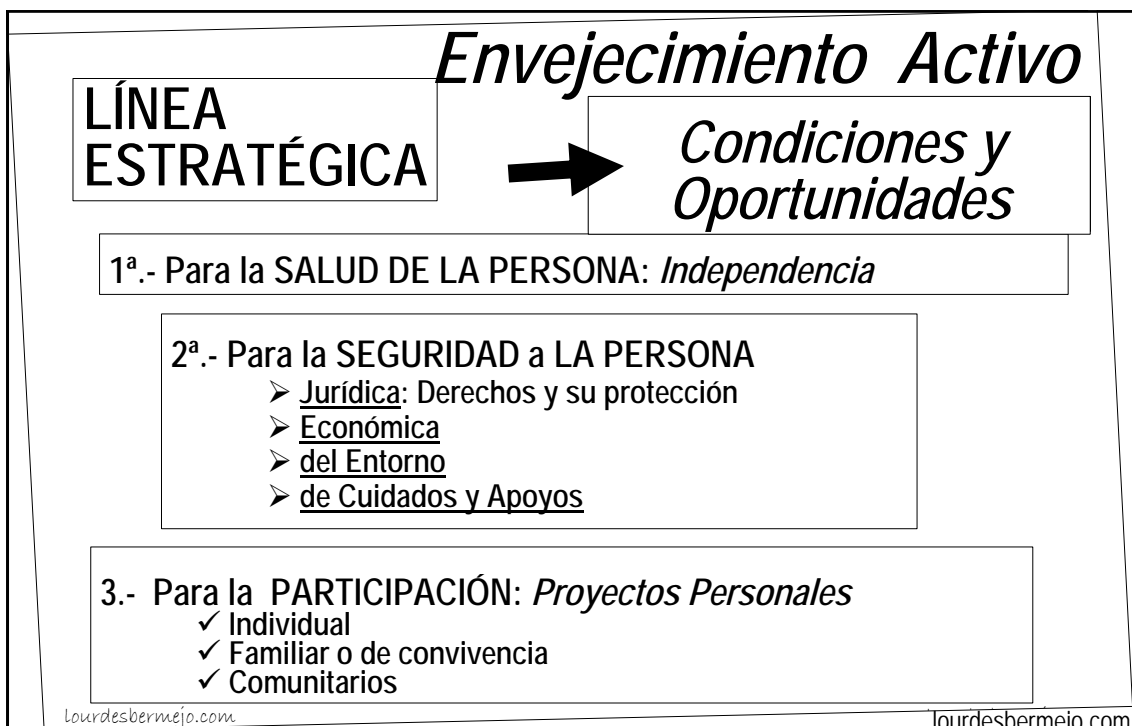 Envejecimiento Activo
LÍNEA
ESTRATÉGICA
Condiciones y
Oportunidades
1ª.- Para la SALUD DE LA PERSONA: Independencia
2ª.- Para la SEGURIDAD a LA PERSONA
➢ Jurídica: Derechos y su protección
➢ Económica
➢ del Entorno
➢ de Cuidados y Apoyos
3.- Para la PARTICIPACIÓN: Proyectos Personales
✓ Individual
✓ Familiar o de convivencia
✓ Comunitarios
lourdesbermejo.com
lourdesbermejo.com